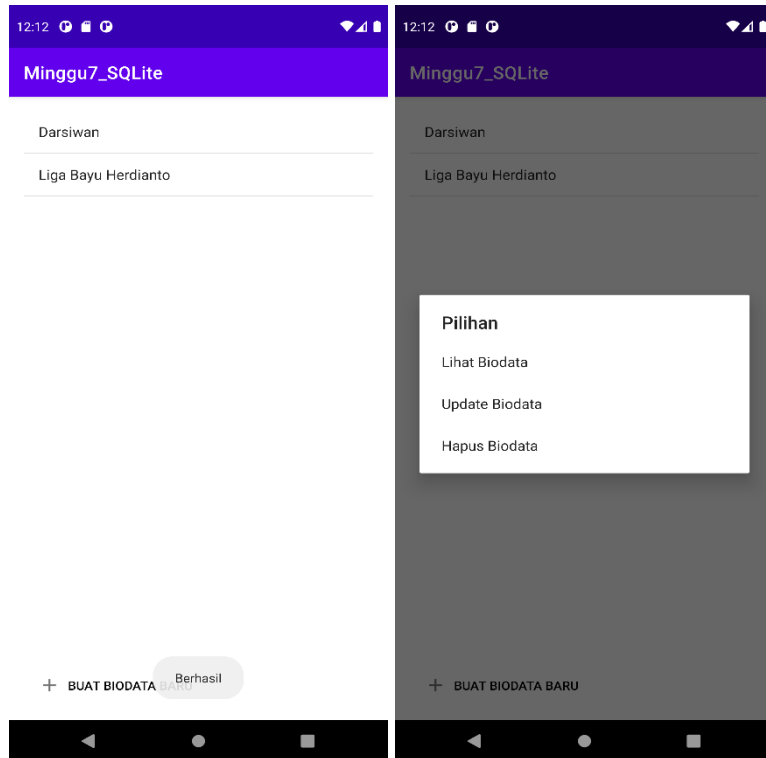 12:12
Minggu7_SQLite
Darsiwan
Liga Bayu Herdianto
BUAT BIODATA BARU
Berhasil
12:12
Minggu7_SQLite
Darsiwan
Liga Bayu Herdianto
Pilihan
Lihat Biodata
Update Biodata
Hapus Biodata
BUAT BIODATA BARU